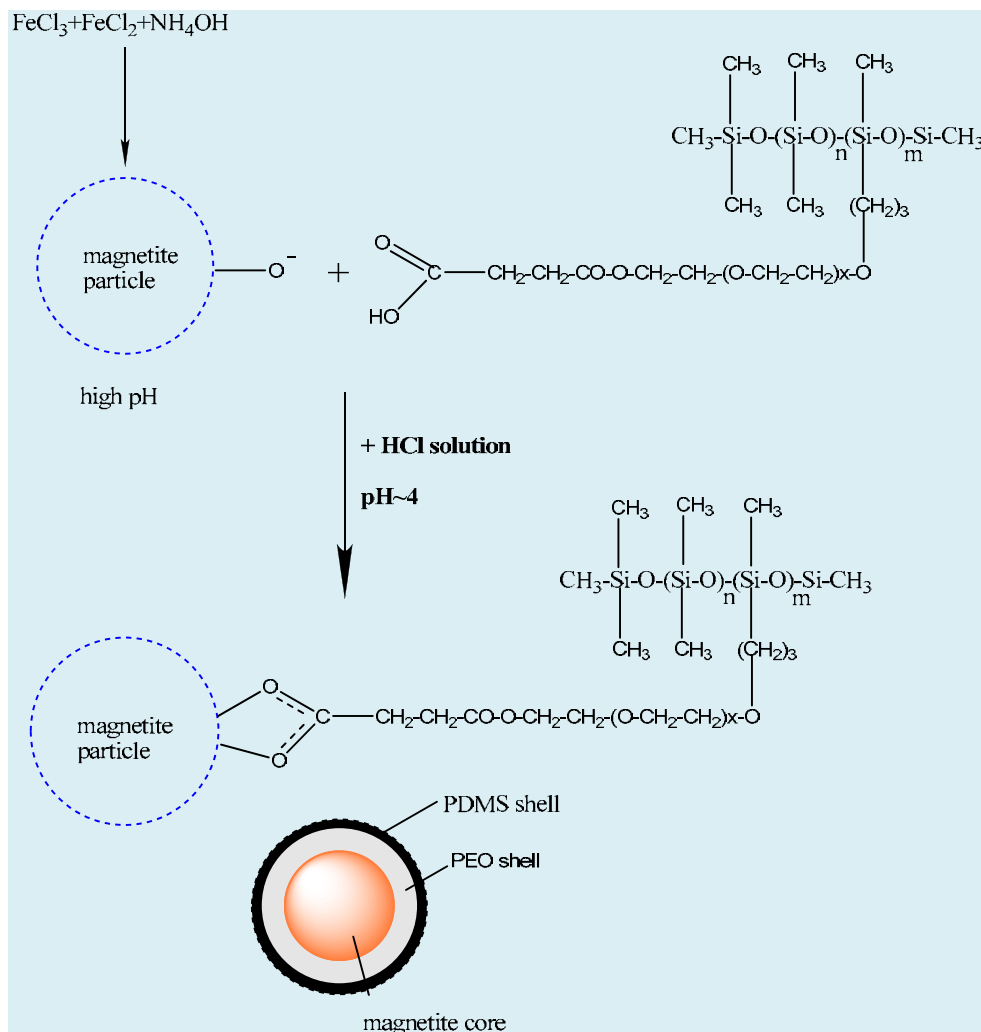 FeCl₃+FeCl₂+NH₄OH
CH₃ CH₃ CH₃
CH₃-Si-O-(Si-O)-(Si-O)-Si-CH₃
n m
CH₃ CH₃ (CH₂)₃
magnetite
particle
O⁻ + O
C-CH₂-CH₂-CO-O-CH₂-CH₂-(O-CH₂-CH₂)x-O
HO
high pH
+ HCl solution
pH~4
CH₃ CH₃ CH₃
CH₃-Si-O-(Si-O)-(Si-O)-Si-CH₃
n m
CH₃ CH₃ (CH₂)₃
magnetite
particle
O
C-CH₂-CH₂-CO-O-CH₂-CH₂-(O-CH₂-CH₂)x-O
O
PDMS shell
PEO shell
magnetite core